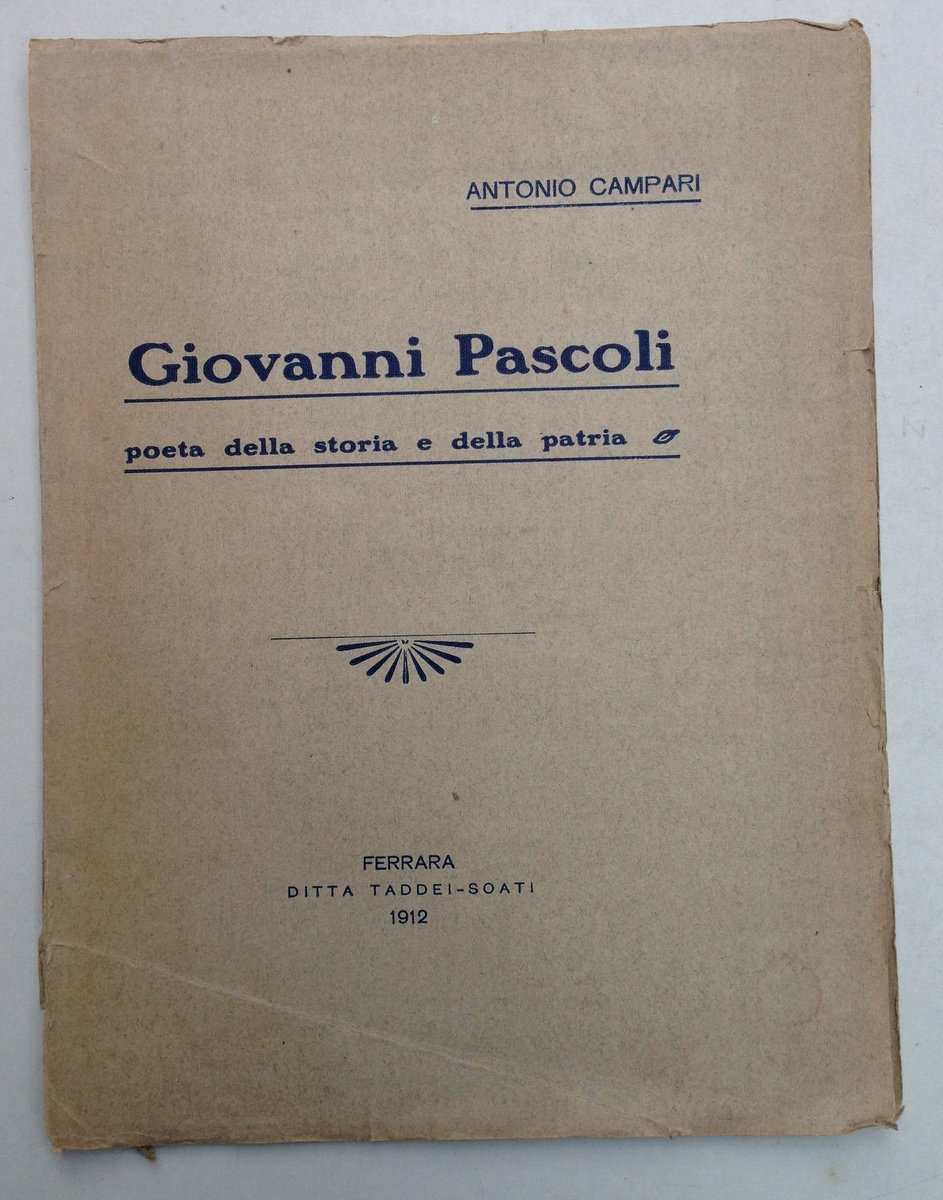 ANTONIO CAMPARI
Giovanni Pascoli
poeta della storia e della patria
FERRARA
DITTA TADDEI-SOATI
1912